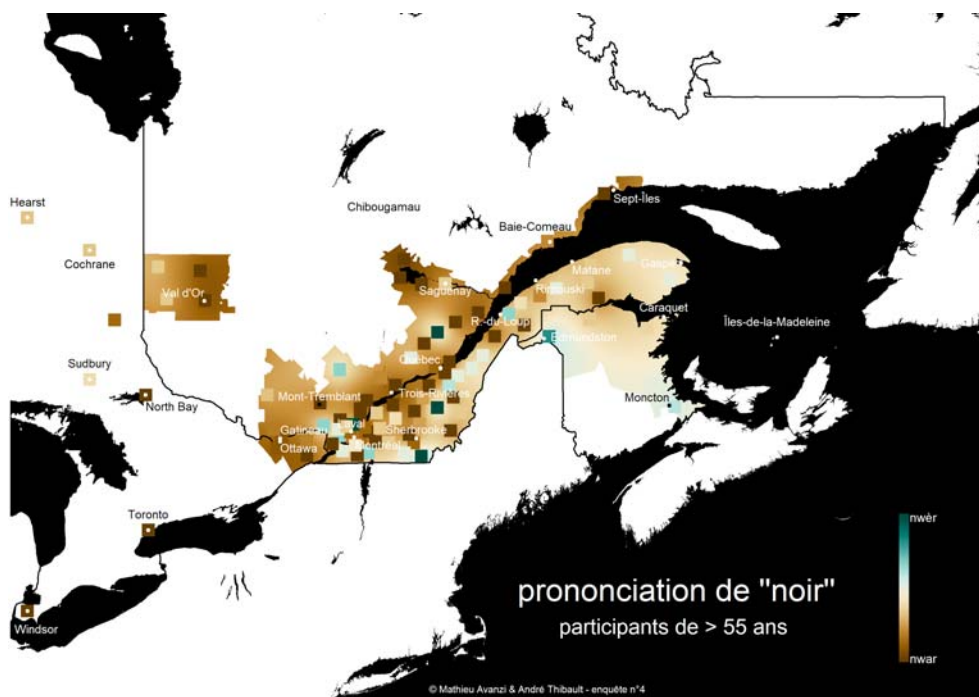 Sept-Îles
Hearst
Chibougamau
Baie-Comeau
Cochrane
Matane
Gaspé
Val d'Or
Saguenay
Rimouski
Caraquet
R.-du-Loup
Îles-de-la-Madeleine
Edmundston
Québec
Sudbury
Mont-Tremblant
Trois-Rivières
North Bay
Moncton
Laval
Gatineau
Sherbrooke
Ottawa
Montréal
Toronto
nwèr
prononciation de "noir"
participants de > 55 ans
Windsor
nwar
© Mathieu Avanzi & André Thibault - enquête n°4